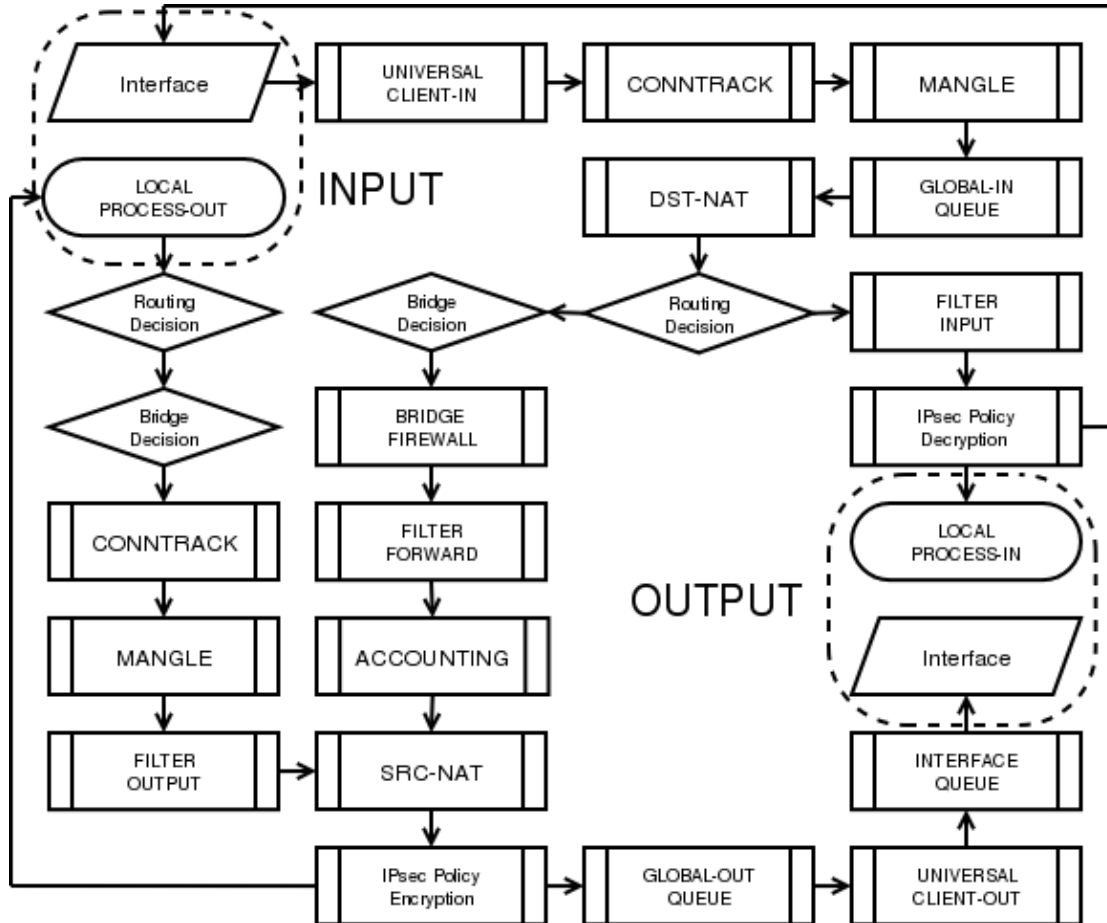 Interface
UNIVERSAL
CLIENT-IN
CONNTRACK
MANGLE
LOCAL
PROCESS-OUT
INPUT
DST-NAT
GLOBAL-IN
QUEUE
Routing
Decision
Bridge
Decision
Routing
Decision
FILTER
INPUT
Bridge
Decision
BRIDGE
FIREWALL
IPsec Policy
Decryption
CONNTRACK
FILTER
FORWARD
LOCAL
PROCESS-IN
OUTPUT
MANGLE
ACCOUNTING
Interface
FILTER
OUTPUT
SRC-NAT
INTERFACE
QUEUE
IPsec Policy
Encryption
GLOBAL-OUT
QUEUE
UNIVERSAL
CLIENT-OUT